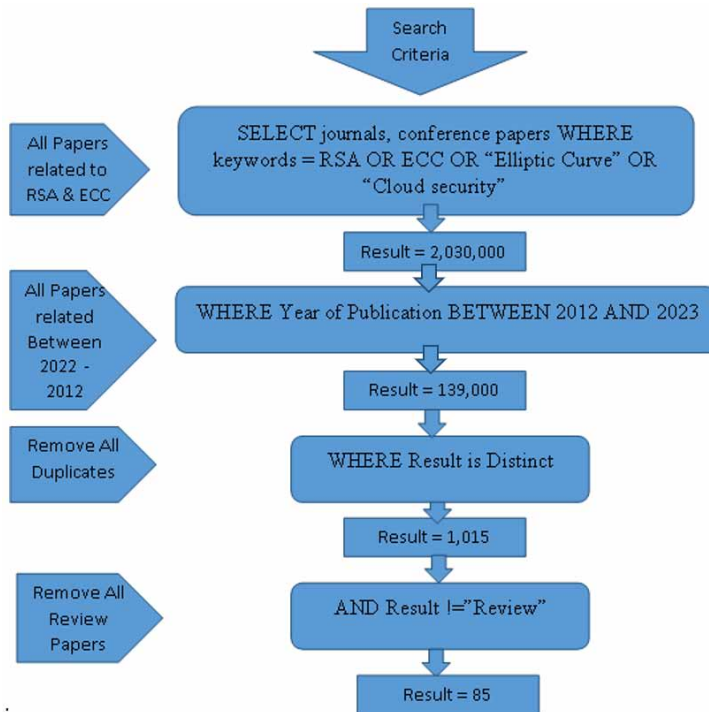 Search
Criteria
All Papers
related to
RSA & ECC
SELECT journals, conference papers WHERE
keywords = RSA OR ECC OR “Elliptic Curve” OR
“Cloud security”
Result = 2,030,000
All Papers
related
Between
2022 -
2012
WHERE Year of Publication BETWEEN 2012 AND 2023
Result = 139,000
Remove All
Duplicates
WHERE Result is Distinct
Result = 1,015
Remove All
Review
Papers
AND Result !=”Review”
Result = 85
.